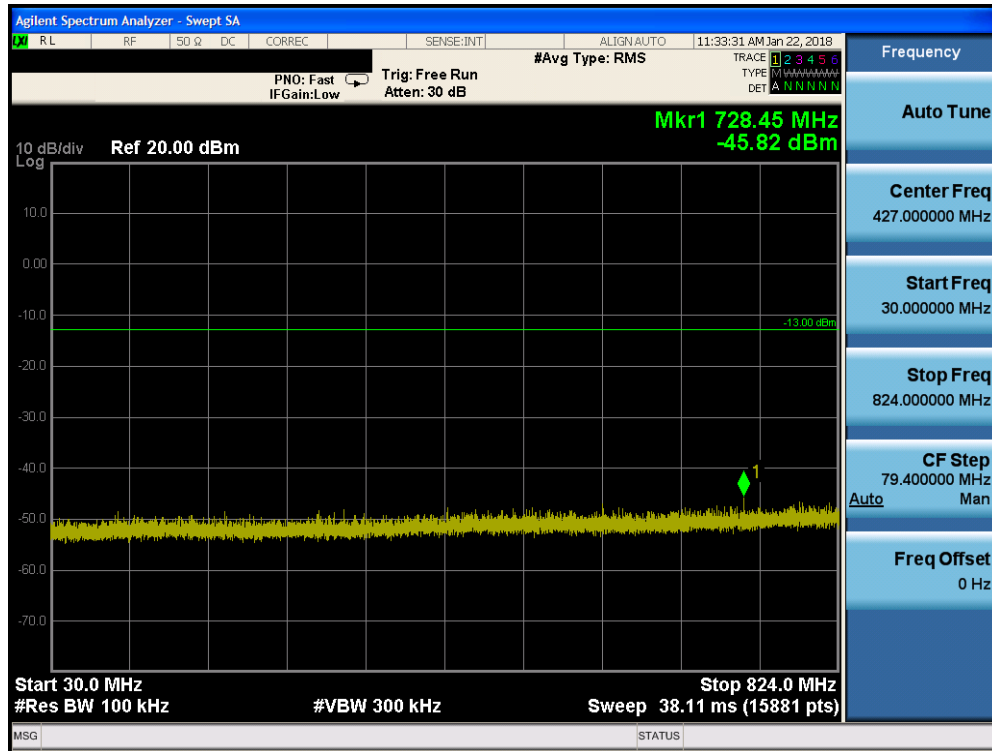 Agilent Spectrum Analyzer - Swept SA
LXI RL RF 50 Ω DC CORREC SENSE:INT ALIGN AUTO 11:33:31 AM Jan 22, 2018
Frequency
#Avg Type: RMS
TRACE 1 2 3 4 5 6
PNO: Fast Trig: Free Run
TYPE M WWWWW
IFGain:Low Atten: 30 dB
DET A N N N N N
Auto Tune
Mkr1 728.45 MHz
10 dB/div Ref 20.00 dBm -45.82 dBm
Log
Center Freq
427.000000 MHz
10.0
0.00
Start Freq
30.000000 MHz
-10.0
-13.00 dBm
-20.0
Stop Freq
824.000000 MHz
-30.0
-40.0
1
CF Step
79.400000 MHz
Auto Man
-50.0
Freq Offset
0 Hz
-60.0
-70.0
Start 30.0 MHz Stop 824.0 MHz
#Res BW 100 kHz #VBW 300 kHz Sweep 38.11 ms (15881 pts)
MSG STATUS